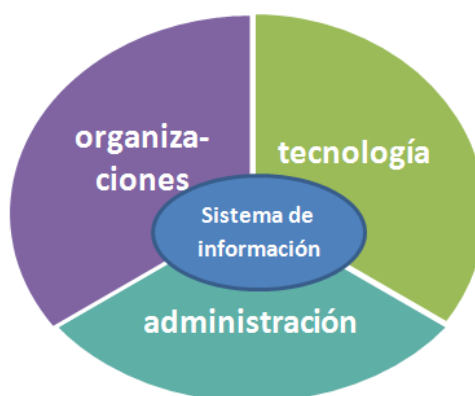 organiza-
ciones
tecnología
Sistema de
información
administración